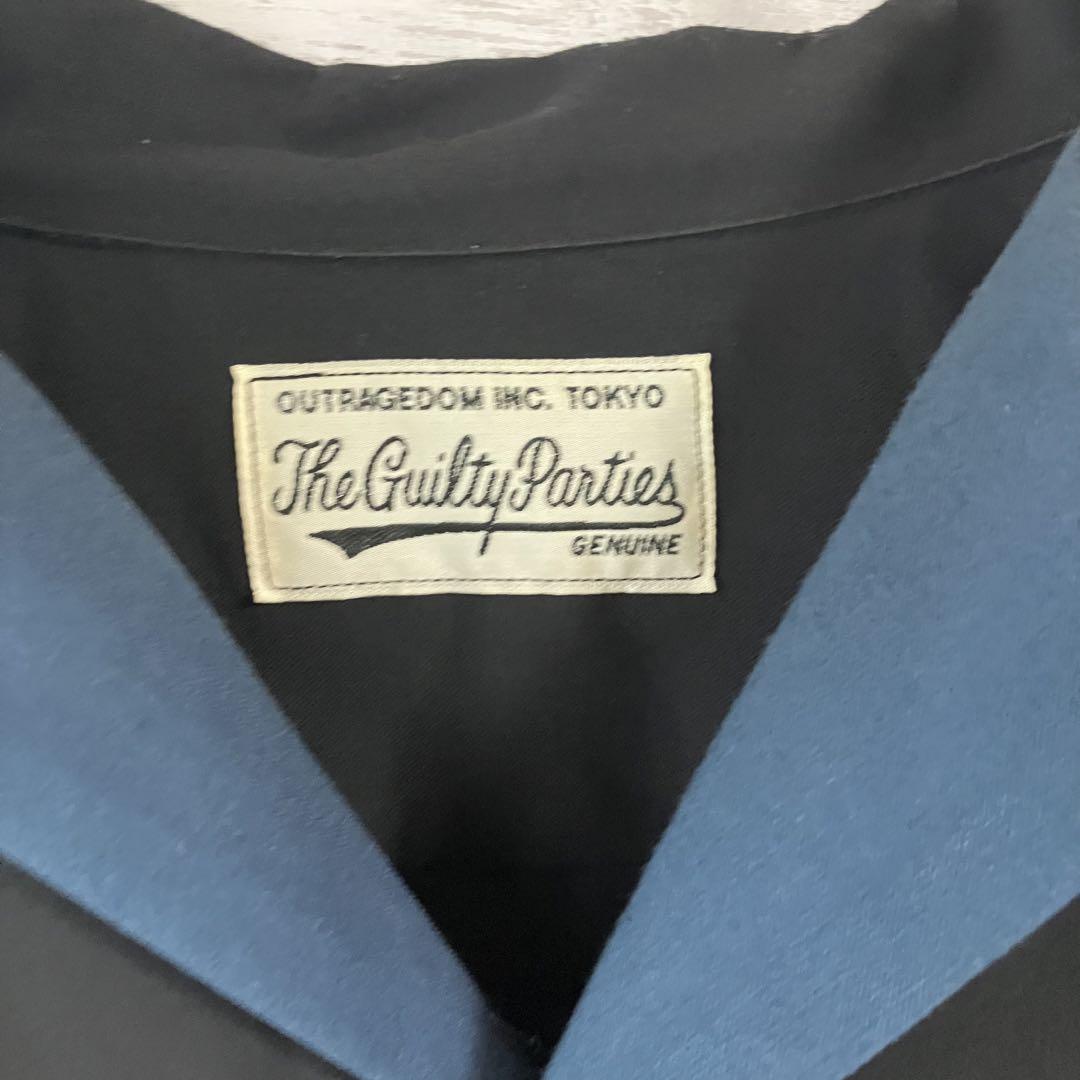 OUTRAGEDOM INC. TOKYO
The Guilty Parties
GENUINE